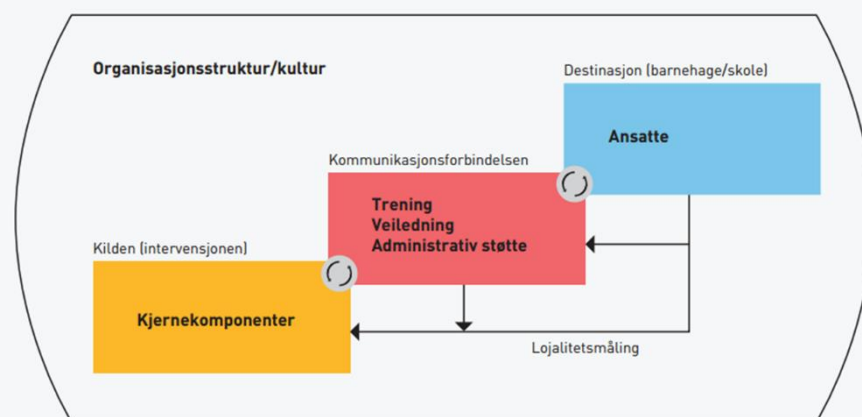 Organisasjonsstruktur/kultur
Destinasjon (barnehage/skole)
Ansatte
Kommunikasjonsforbindelsen
Trening
Veiledning
Administrativ støtte
Kilden (intervensjonen)
Kjernekomponenter
Lojalitetsmåling